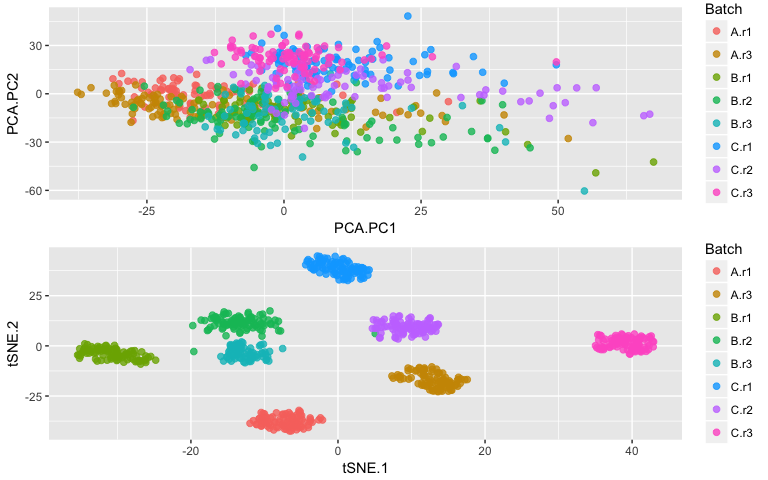 Batch
A.r1
A.r3
B.r1
B.r2
B.r3
C.r1
C.r2
C.r3
30
0
-30
-60
PCA.PC2
-25 0 25 50
PCA.PC1
Batch
A.r1
A.r3
B.r1
B.r2
B.r3
C.r1
C.r2
C.r3
25
0
-25
tSNE.2
-20 0 20 40
tSNE.1